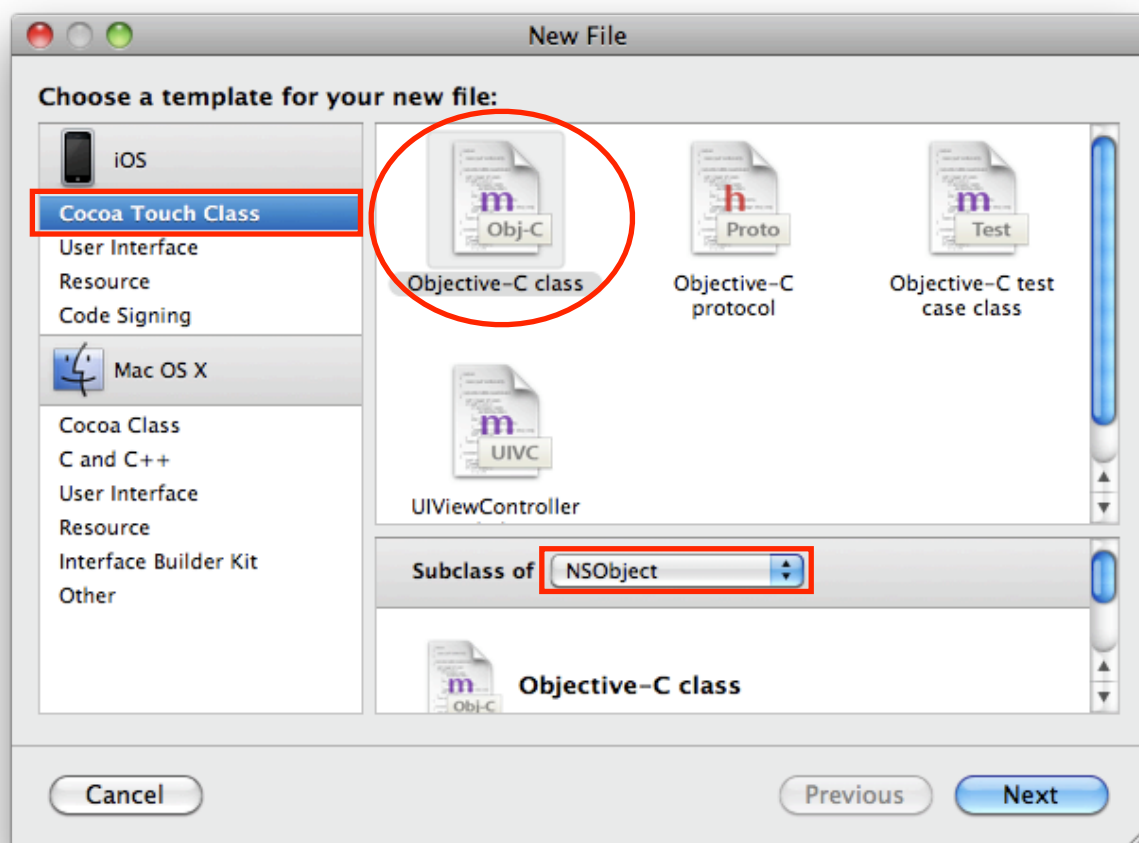 New File
Choose a template for your new file:
iOS
Cocoa Touch Class
User Interface
Resource
Code Signing
Mac OS X
Cocoa Class
C and C++
User Interface
Resource
Interface Builder Kit
Other
m
Obj-C
Objective-C class
h
Proto
Objective-C
protocol
m
Test
Objective-C test
case class
m
UIVC
UIViewController
Subclass of NSObject
m
Obj-C
Objective-C class
Cancel
Previous
Next